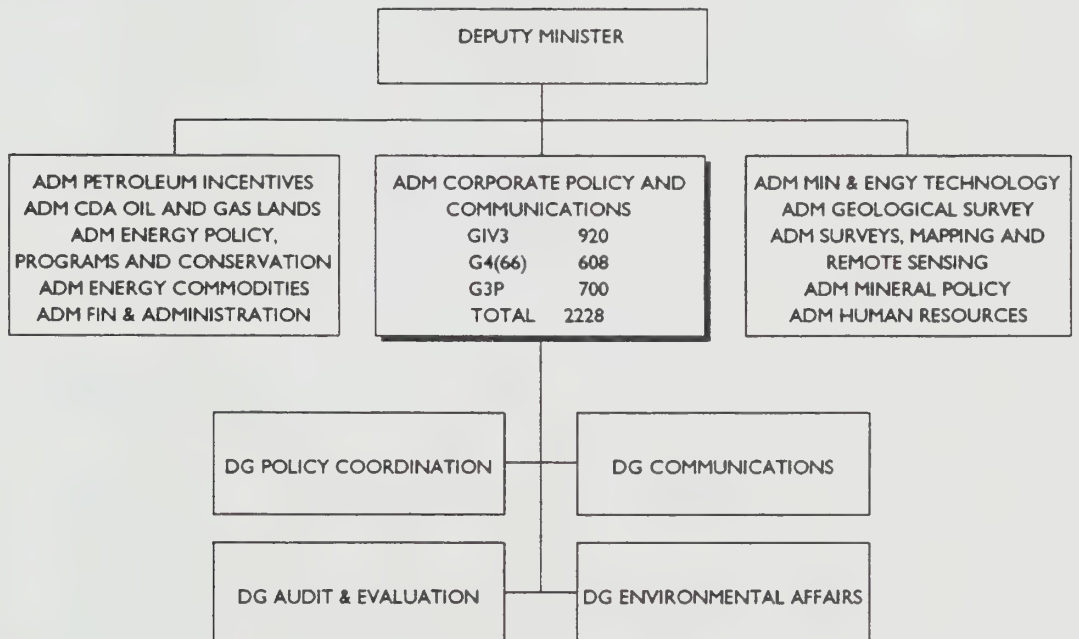 DEPUTY MINISTER
ADM PETROLEUM INCENTIVES
ADM CDA OIL AND GAS LANDS
ADM ENERGY POLICY,
PROGRAMS AND CONSERVATION
ADM ENERGY COMMODITIES
ADM FIN & ADMINISTRATION
ADM CORPORATE POLICY AND
COMMUNICATIONS
GIV3 920
G4(66) 608
G3P 700
TOTAL 2228
ADM MIN & ENGY TECHNOLOGY
ADM GEOLOGICAL SURVEY
ADM SURVEYS, MAPPING AND
REMOTE SENSING
ADM MINERAL POLICY
ADM HUMAN RESOURCES
DG POLICY COORDINATION
DG COMMUNICATIONS
DG AUDIT & EVALUATION
DG ENVIRONMENTAL AFFAIRS